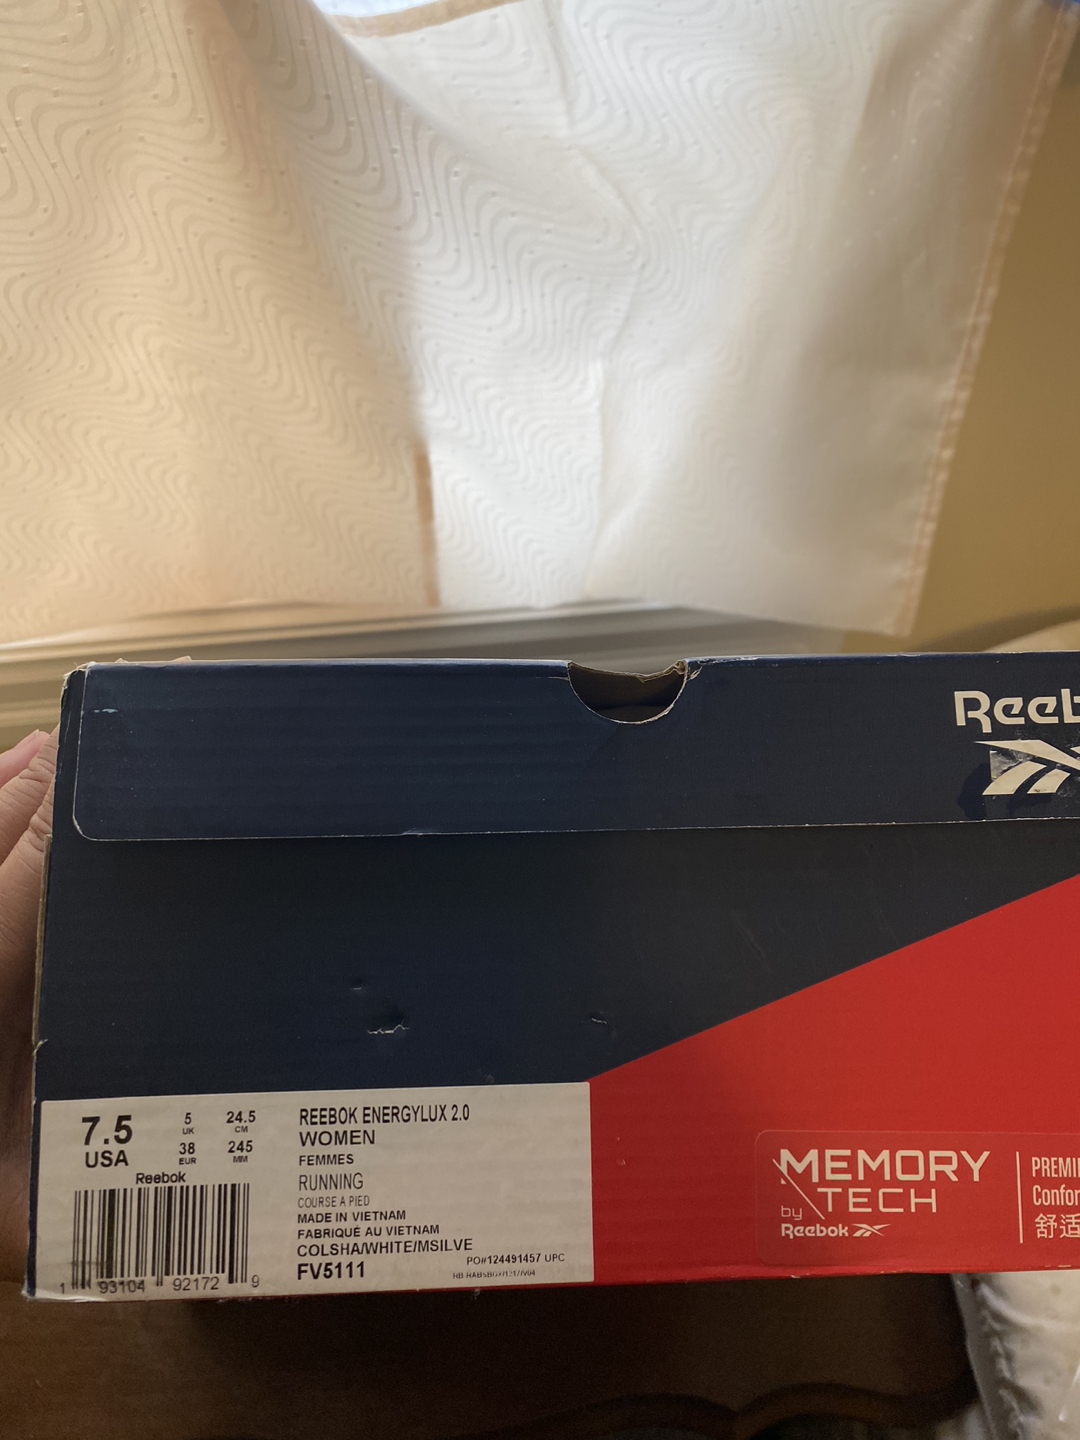 Reeb
7.5
USA
5
UK
24.5
CM
38
EUR
245
MM
Reebok
1 93104 92172 9
REEBOK ENERGYLUX 2.0
WOMEN
FEMMES
RUNNING
COURSE A PIED
MADE IN VIETNAM
FABRIQUÉ AU VIETNAM
COLSHA/WHITE/MSILVE
PO#124491457 UPC
FV5111
MEMORY
TECH
by
Reebok
PREMI
Confor
舒适